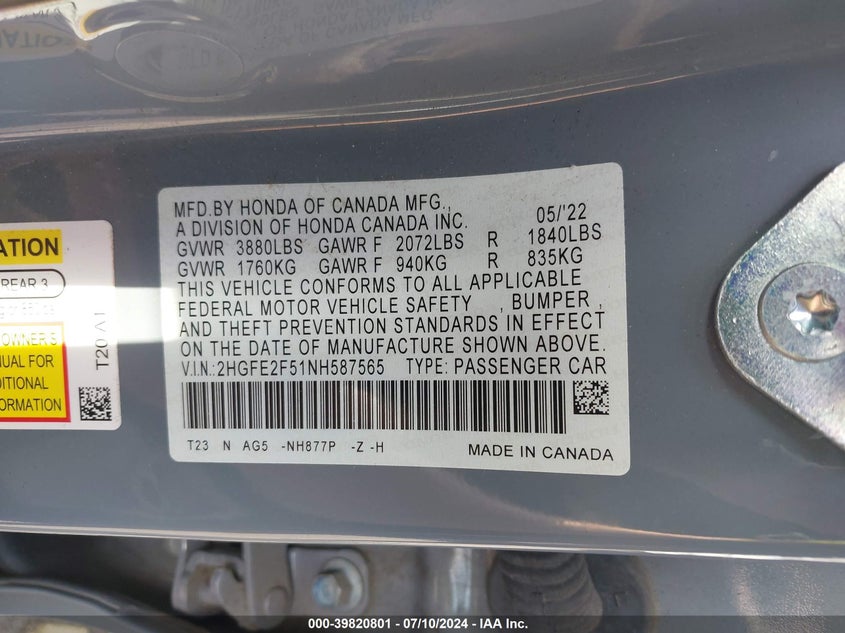 MFD.BY HONDA OF CANADA MFG.,
A DIVISION OF HONDA CANADA INC. 05/'22
GVWR 3880LBS GAWR F 2072LBS R 1840LBS
GVWR 1760KG GAWR F 940KG R 835KG
THIS VEHICLE CONFORMS TO ALL APPLICABLE
FEDERAL MOTOR VEHICLE SAFETY , BUMPER ,
AND THEFT PREVENTION STANDARDS IN EFFECT
ON THE DATE OF MANUFACTURE SHOWN ABOVE.
V.I.N.:2HGFE2F51NH587565 TYPE: PASSENGER CAR
T23 N AG5 -NH877P -Z -H
MADE IN CANADA
ATION
REAR 3
OWNER'S
UAL FOR
DITIONAL
FORMATION
T20 A1
000-39820801 - 07/10/2024 - IAA Inc.